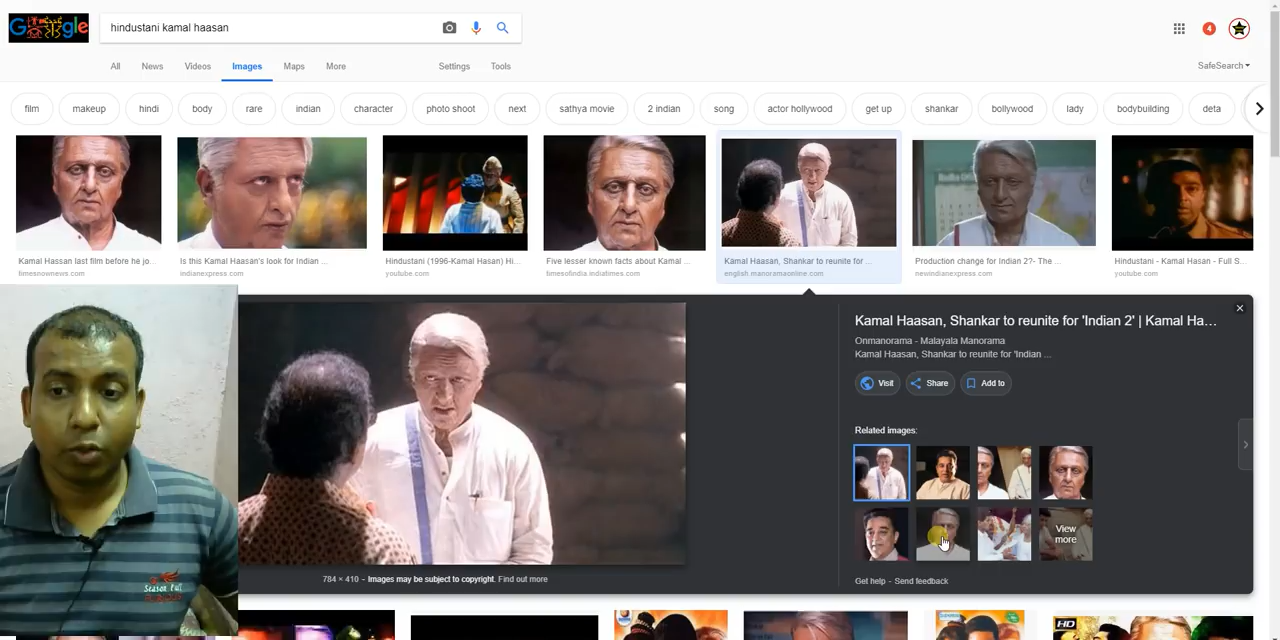 Google
hindustani kamal haasan
4
All News Videos Images Maps More Settings Tools
SafeSearch
film makeup hindi body rare indian character photo shoot next sathya movie 2 indian song actor hollywood get up shankar bollywood lady bodybuilding deta
Kamal Hassan last film before he jo...
timesnownews.com
Is this Kamal Haasan's look for Indian ...
indianexpress.com
Hindustani (1996-Kamal Hasan) Hi...
youtube.com
Five lesser known facts about Kamal ...
timesofindia.indiatimes.com
Kamal Haasan, Shankar to reunite for ...
english.manoramaonline.com
Production change for Indian 2?- The ...
newindianexpress.com
Hindustani - Kamal Hasan - Full S...
youtube.com
Kamal Haasan, Shankar to reunite for 'Indian 2' | Kamal Ha...
Onmanorama - Malayala Manorama
Kamal Haasan, Shankar to reunite for 'Indian ...
Visit Share Add to
Related images:
View
more
784 × 410 - Images may be subject to copyright. Find out more
Get help - Send feedback
HD